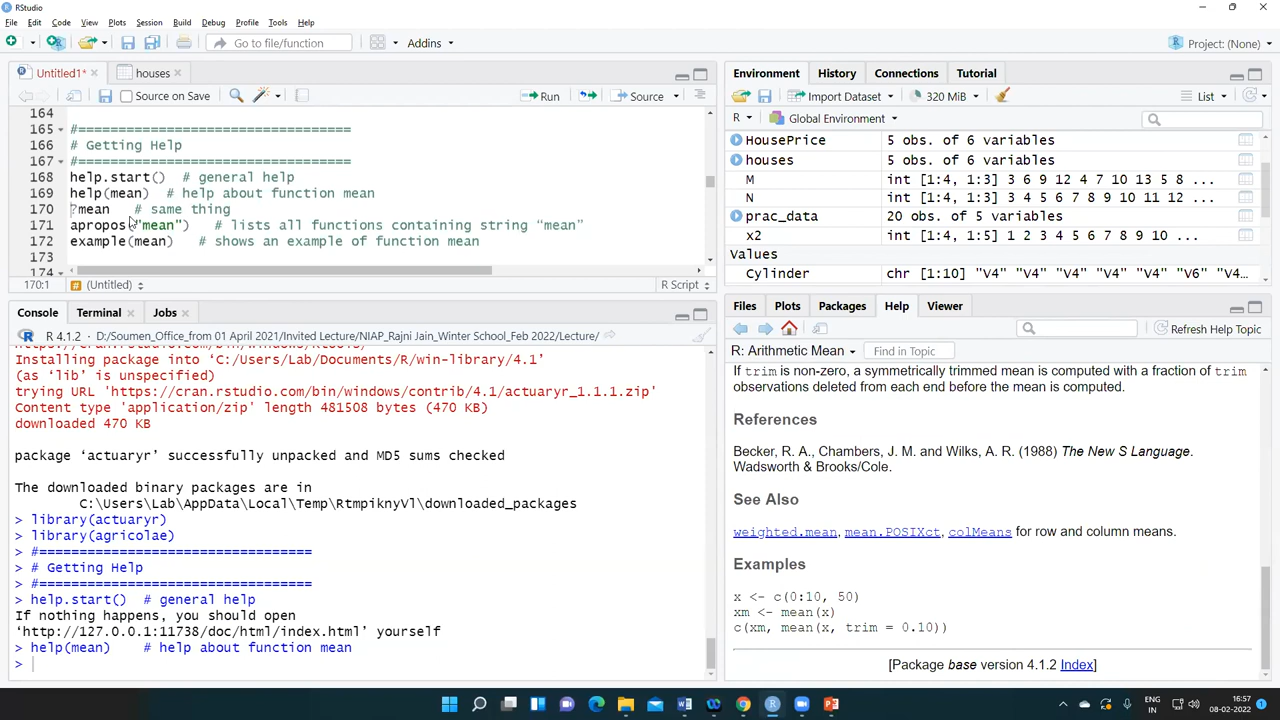 RStudio
File Edit Code View Plots Session Build Debug Profile Tools Help
Go to file/function Addins Project: (None)
Untitled1* houses
Source on Save Run Source
164
165 #==================================
166 # Getting Help
167 #==================================
168 help.start() # general help
169 help(mean) # help about function mean
170 ?mean # same thing
171 apropos("mean") # lists all functions containing string “mean”
172 example(mean) # shows an example of function mean
173
174
170:1 (Untitled) R Script
Console Terminal Jobs
R 4.1.2 · D:/Soumen_Office_from 01 April 2021/Invited Lecture/NIAP_Rajni Jain_Winter School_Feb 2022/Lecture/
Installing package into ‘C:/Users/Lab/Documents/R/win-library/4.1’
(as ‘lib’ is unspecified)
trying URL 'https://cran.rstudio.com/bin/windows/contrib/4.1/actuaryr_1.1.1.zip'
Content type 'application/zip' length 481508 bytes (470 KB)
downloaded 470 KB
package ‘actuaryr’ successfully unpacked and MD5 sums checked
The downloaded binary packages are in
C:\Users\Lab\AppData\Local\Temp\RtmpiknyVl\downloaded_packages
> library(actuaryr)
> library(agricolae)
> #==================================
> # Getting Help
> #==================================
> help.start() # general help
If nothing happens, you should open
‘http://127.0.0.1:11738/doc/html/index.html’ yourself
> help(mean) # help about function mean
>
Environment History Connections Tutorial
Import Dataset 320 MiB List
R Global Environment
HousePrice 5 obs. of 6 variables
houses 5 obs. of 6 variables
M int [1:4, 1:3] 3 6 9 12 4 7 10 13 5 8 ...
N int [1:4, 1:3] 3 4 5 6 7 8 9 10 11 12 ...
prac_data 20 obs. of 5 variables
x2 int [1:4, 1:5] 1 2 3 4 5 6 7 8 9 10 ...
Values
Cylinder chr [1:10] "V4" "V4" "V4" "V4" "V6" "V4…
Files Plots Packages Help Viewer
Refresh Help Topic
R: Arithmetic Mean Find in Topic
If trim is non-zero, a symmetrically trimmed mean is computed with a fraction of trim
observations deleted from each end before the mean is computed.
References
Becker, R. A., Chambers, J. M. and Wilks, A. R. (1988) The New S Language.
Wadsworth & Brooks/Cole.
See Also
weighted.mean, mean.POSIXct, colMeans for row and column means.
Examples
x <- c(0:10, 50)
xm <- mean(x)
c(xm, mean(x, trim = 0.10))
[Package base version 4.1.2 Index]
ENG
IN
16:57
08-02-2022